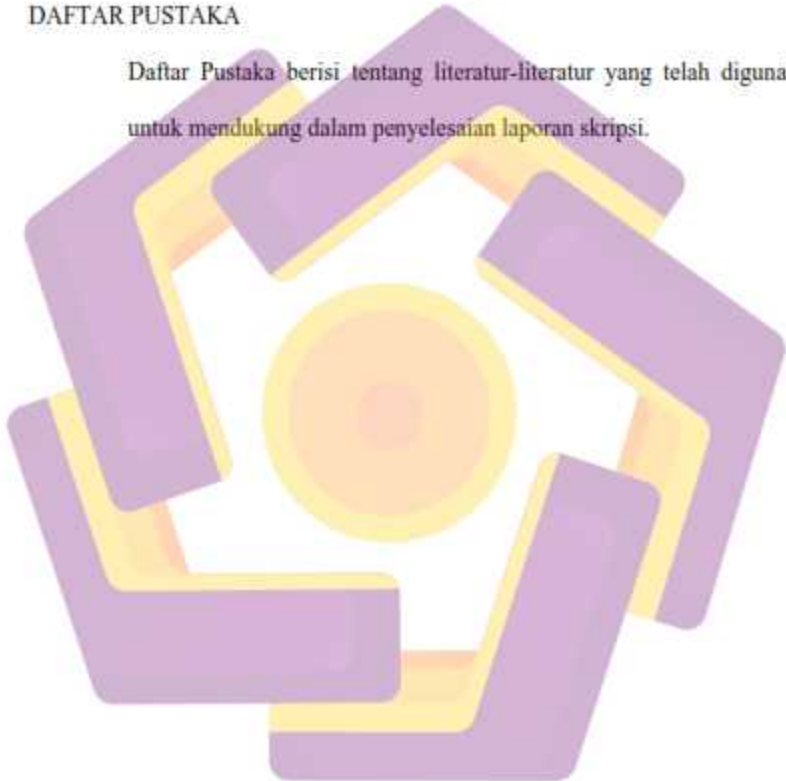 DAFTAR PUSTAKA
Daftar Pustaka berisi tentang literatur-literatur yang telah diguna
untuk mendukung dalam penyelesaian laporan skripsi.